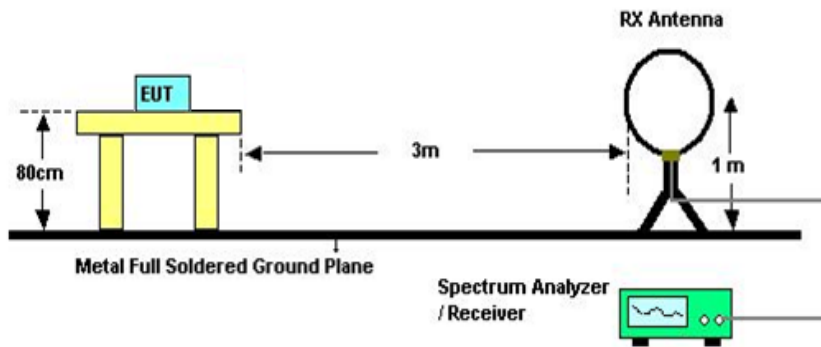 RX Antenna
EUT
80cm
3m
1 m
Metal Full Soldered Ground Plane
Spectrum Analyzer
/ Receiver